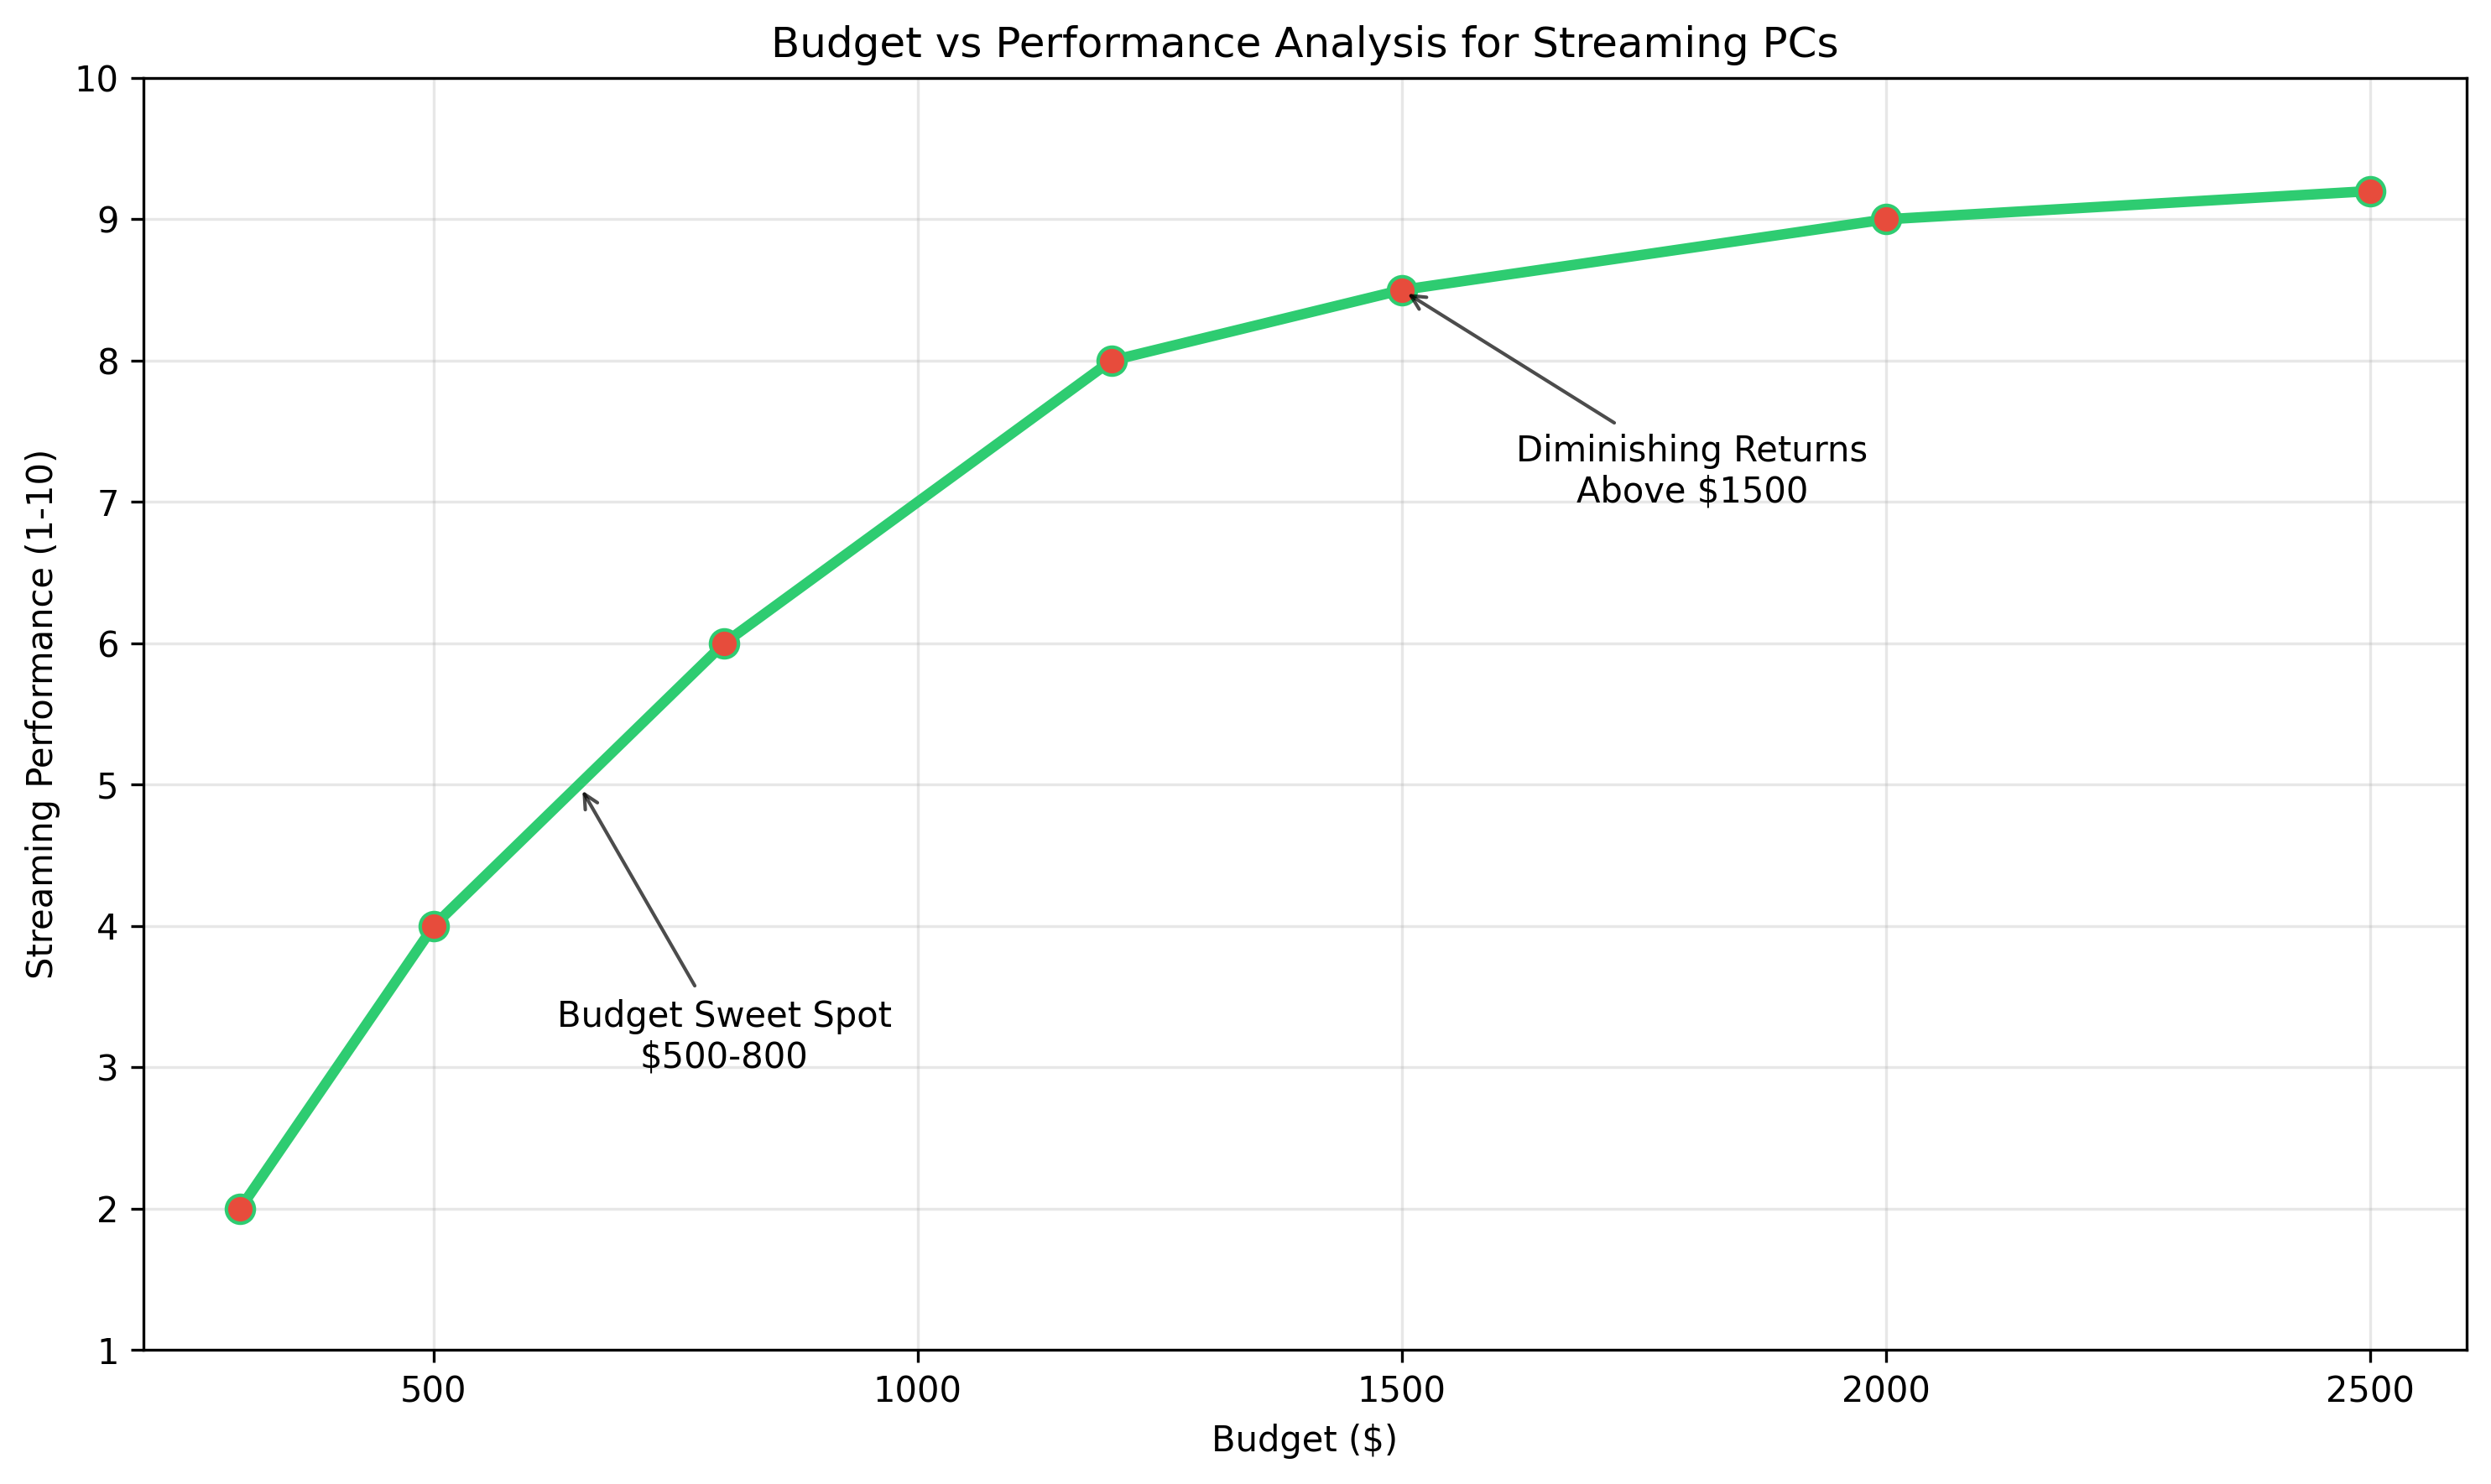 Budget vs Performance Analysis for Streaming PCs
10
9
8
7
6
5
4
3
2
1
Streaming Performance (1-10)
Diminishing Returns
Above $1500
Budget Sweet Spot
$500-800
500
1000
1500
2000
2500
Budget ($)